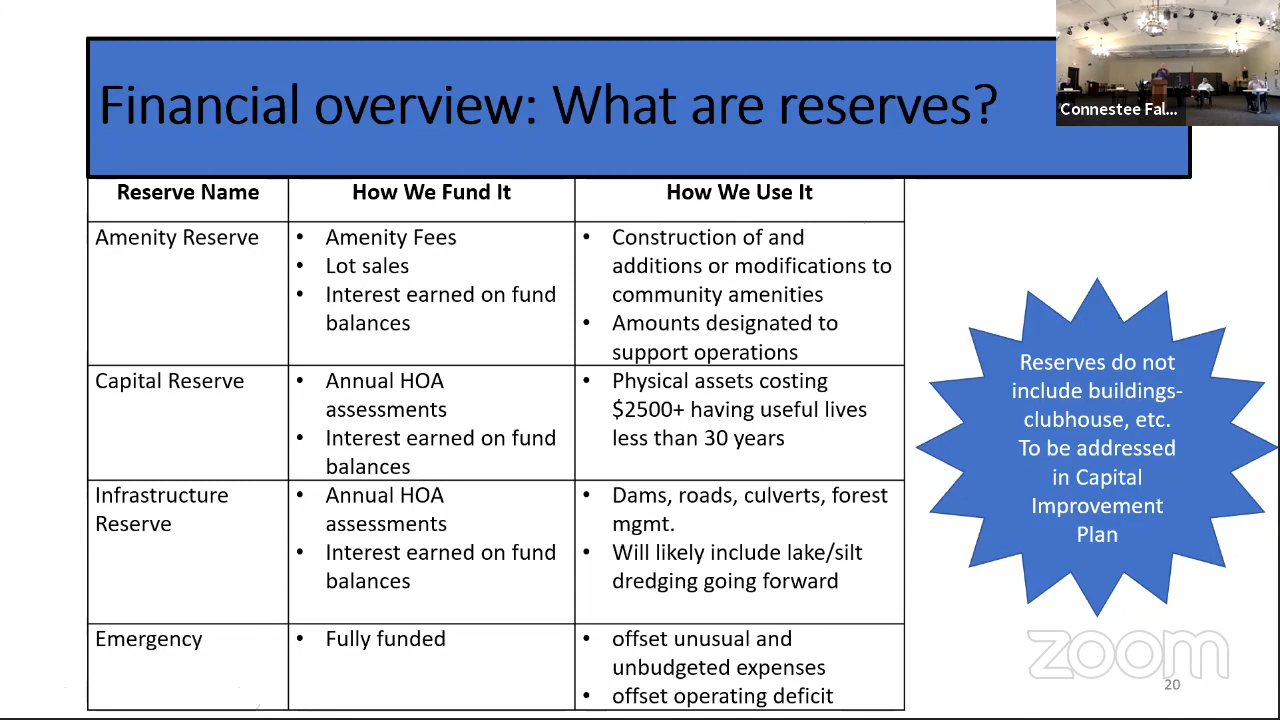 Financial overview: What are reserves?
Connestee Fal...
Reserve Name
How We Fund It
How We Use It
Amenity Reserve
• Amenity Fees
• Lot sales
• Interest earned on fund
balances
• Construction of and
additions or modifications to
community amenities
• Amounts designated to
support operations
Capital Reserve
• Annual HOA
assessments
• Interest earned on fund
balances
• Physical assets costing
$2500+ having useful lives
less than 30 years
Infrastructure
Reserve
• Annual HOA
assessments
• Interest earned on fund
balances
• Dams, roads, culverts, forest
mgmt.
• Will likely include lake/silt
dredging going forward
Emergency
• Fully funded
• offset unusual and
unbudgeted expenses
• offset operating deficit
Reserves do not
include buildings-
clubhouse, etc.
To be addressed
in Capital
Improvement
Plan
zoom
20